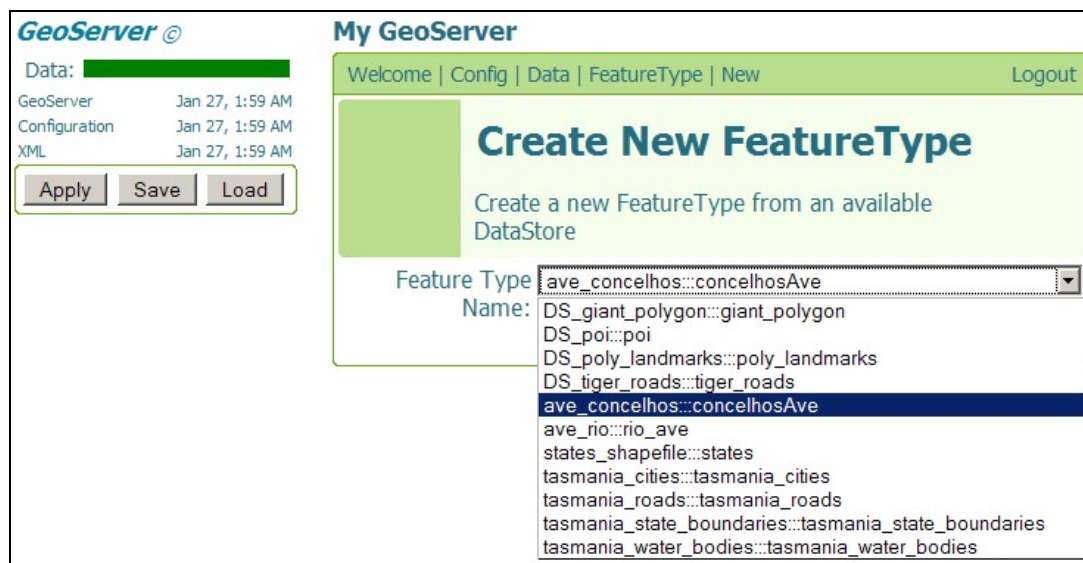 GeoServer ©
Data:
GeoServer Jan 27, 1:59 AM
Configuration Jan 27, 1:59 AM
XML Jan 27, 1:59 AM
Apply Save Load
My GeoServer
Welcome | Config | Data | FeatureType | New Logout
Create New FeatureType
Create a new FeatureType from an available
DataStore
Feature Type
Name:
ave_concelhos:::concelhosAve
DS_giant_polygon:::giant_polygon
DS_poi:::poi
DS_poly_landmarks:::poly_landmarks
DS_tiger_roads:::tiger_roads
ave_concelhos:::concelhosAve
ave_rio:::rio_ave
states_shapefile:::states
tasmania_cities:::tasmania_cities
tasmania_roads:::tasmania_roads
tasmania_state_boundaries:::tasmania_state_boundaries
tasmania_water_bodies:::tasmania_water_bodies